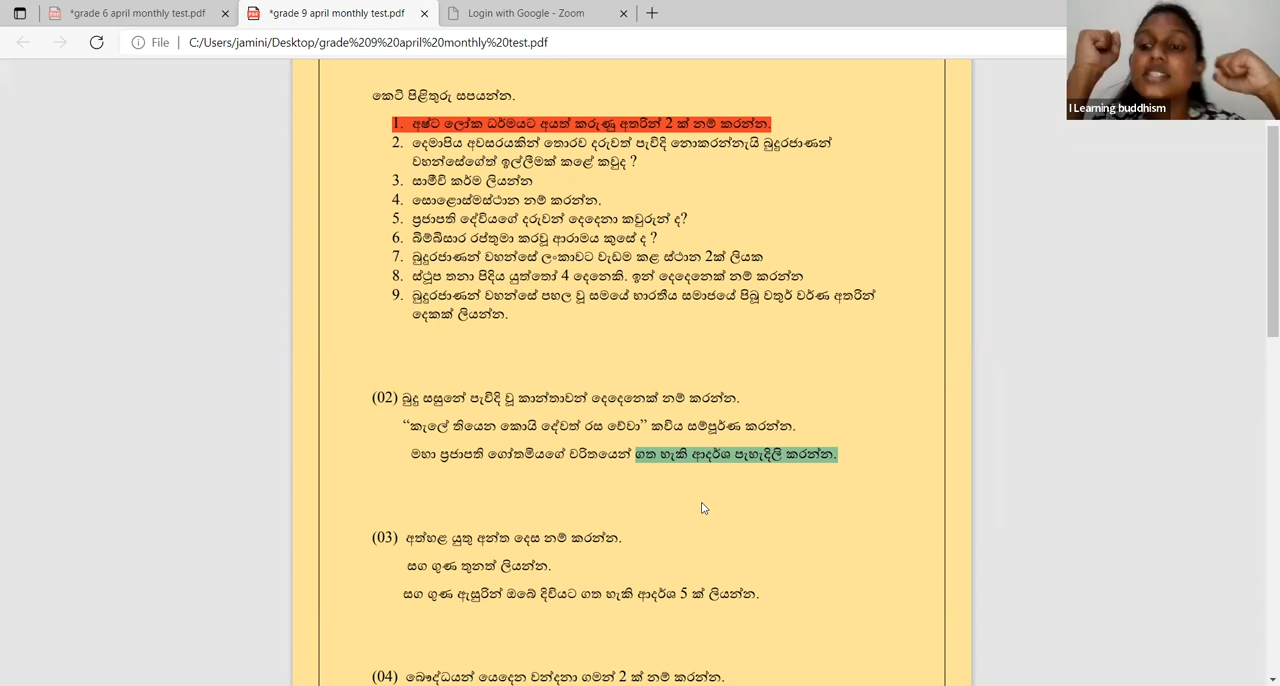 *grade 6 april monthly test.pdf
*grade 9 april monthly test.pdf
Login with Google - Zoom
File
C:/Users/jamini/Desktop/grade%209%20april%20monthly%20test.pdf
I Learning buddhism
කෙටි පිළිතුරු සපයන්න.
1. අෂ්ට ලෝක ධර්මයට අයත් කරුණු අතරින් 2 ක් නම් කරන්න.
2. දෙමාපිය අවසරයකින් තොරව දරුවන් පැවිදි නොකරන්නැයි බුදුරජාණන්
වහන්සේගේන් ඉල්ලීමක් කළේ කවුද ?
3. සාමීචි කර්ම ලියන්න
4. සොළොස්මස්ථාන නම් කරන්න.
5. ප්‍රජාපති දේවියගේ දරුවන් දෙදෙනා කවුරුන් ද?
6. බිම්බිසාර රජතුමා කරවූ ආරාමය කුසේ ද ?
7. බුදුරජාණන් වහන්සේ ලංකාවට වැඩම කළ ස්ථාන 2ක් ලියක
8. ස්ථූප තනා පිදිය යුත්තෝ 4 දෙනෙකි. ඉන් දෙදෙනෙක් නම් කරන්න
9. බුදුරජාණන් වහන්සේ පහල වූ සමයේ භාරතීය සමාජයේ පිබූ වතුර් වර්ණ අතරින්
දෙකක් ලියන්න.
(02) බුදු සසුනේ පැවිදි වූ කාන්තාවන් දෙදෙනෙක් නම් කරන්න.
“කැලේ තියෙන කොයි දේවත් රස වේවා” කවිය සම්පූර්ණ කරන්න.
මහා ප්‍රජාපති ගෝතමියගේ චරිතයෙන් ගත හැකි ආදර්ශ පැහැදිලි කරන්න.
(03) අත්හළ යුතු අන්ත දෙස නම් කරන්න.
සග ගුණ තුනත් ලියන්න.
සග ගුණ ඇසුරින් ඔබේ දිවියට ගත හැකි ආදර්ශ 5 ක් ලියන්න.
(04) බෞද්ධයන් යෙදෙන වන්දනා ගමන් 2 ක් නම් කරන්න.